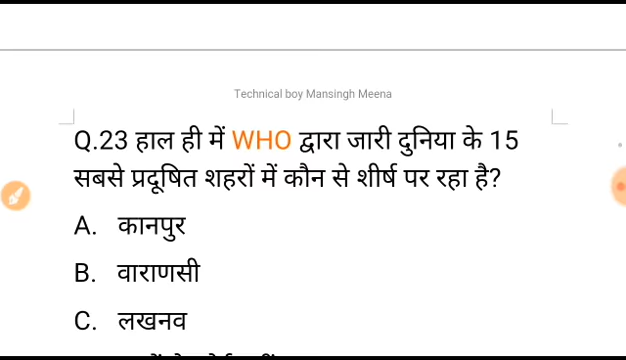 Technical boy Mansingh Meena
Q.23 हाल ही में WHO द्वारा जारी दुनिया के 15
सबसे प्रदूषित शहरों में कौन से शीर्ष पर रहा है?
A. कानपुर
B. वाराणसी
C. लखनव